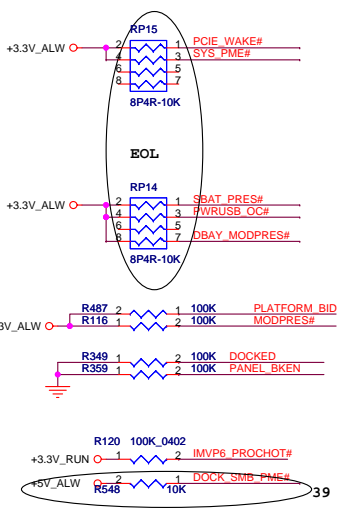 RP15
+3.3V_ALW 2 1 PCIE_WAKE#
4 3 SYS_PME#
6 5
8 7
8P4R-10K
EOL
RP14
+3.3V_ALW 2 1 SBAT_PRES#
4 3 PWRUSB_OC#
6 5
8 7 DBAY_MODPRES#
8P4R-10K
R487 2 1 100K PLATFORM_BID
3V_ALW R116 1 2 100K MODPRES#
R349 1 2 100K DOCKED
R359 1 2 100K PANEL_BKEN
R120 100K_0402
+3.3V_RUN 1 2 IMVP6_PROCHOT#
+5V_ALW 2 1 DOCK_SMB_PME#
R548 10K 39